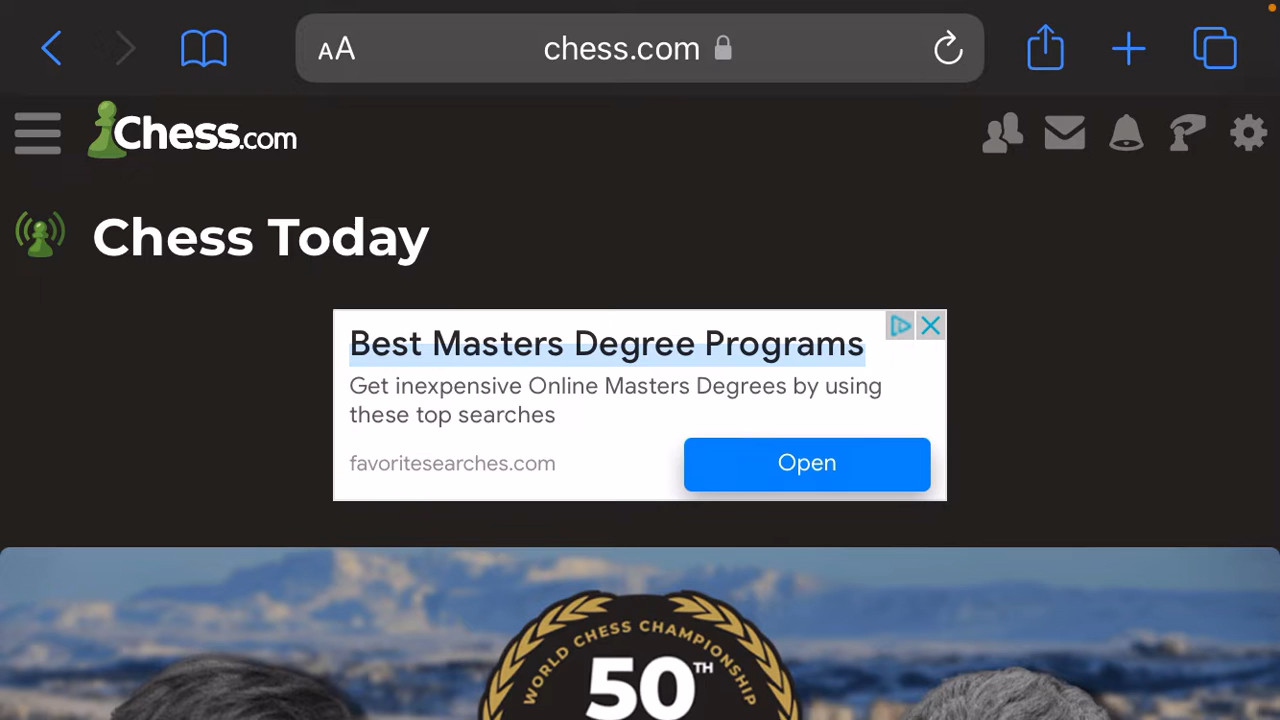 AA
chess.com
Chess.com
Chess Today
Best Masters Degree Programs
Get inexpensive Online Masters Degrees by using
these top searches
favoritesearches.com
Open
WORLD CHESS CHAMPIONSHIP
50TH